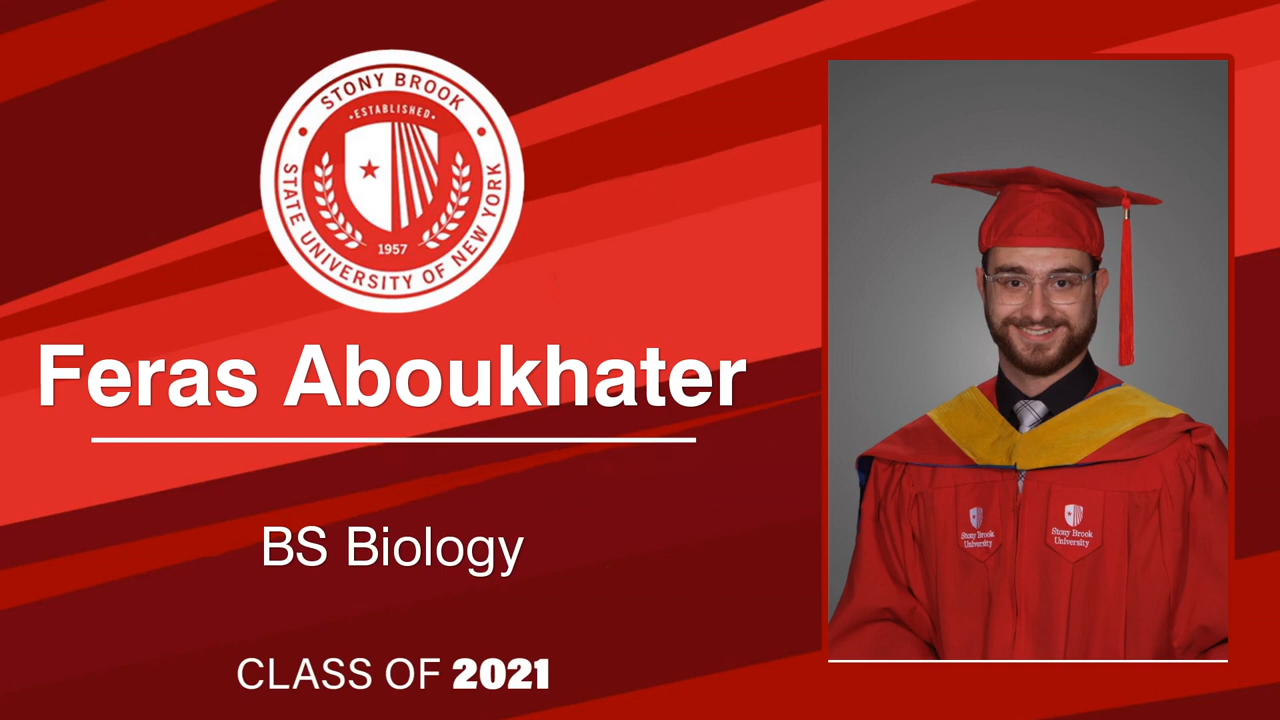 STONY BROOK
·ESTABLISHED·
1957
STATE UNIVERSITY OF NEW YORK
Feras Aboukhater
BS Biology
CLASS OF 2021
Stony Brook
University
Stony Brook
University